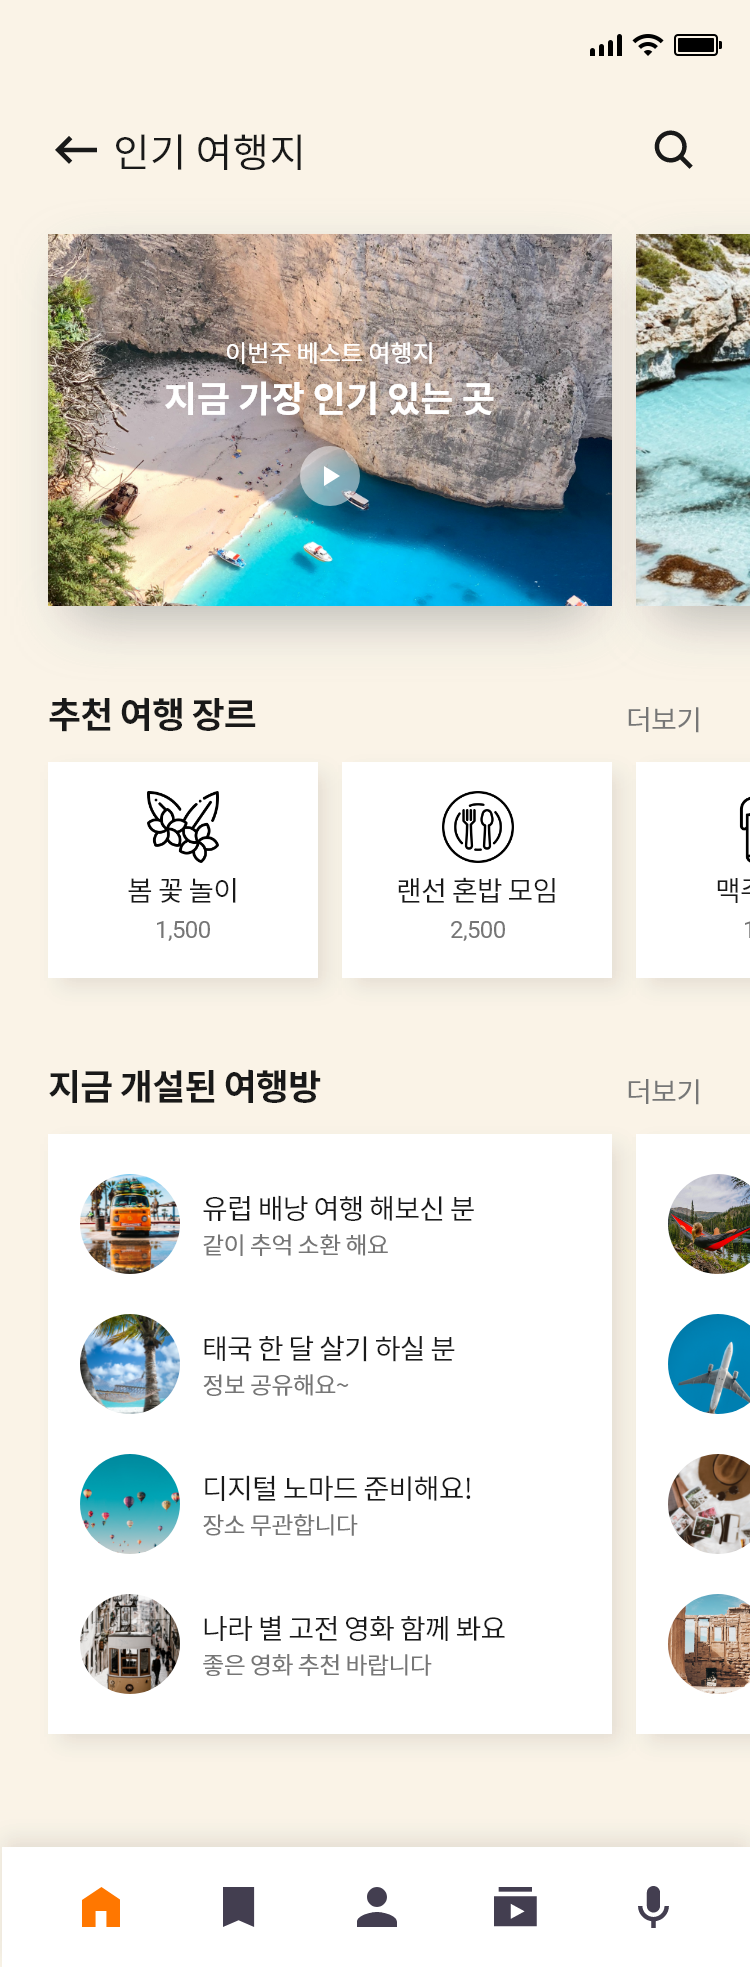 인기 여행지
이번주 베스트 여행지
지금 가장 인기 있는 곳
추천 여행 장르
더보기
봄 꽃 놀이
1,500
랜선 혼밥 모임
2,500
지금 개설된 여행방
더보기
유럽 배낭 여행 해보신 분
같이 추억 소환 해요
태국 한 달 살기 하실 분
정보 공유해요~
디지털 노마드 준비해요!
장소 무관합니다
나라 별 고전 영화 함께 봐요
좋은 영화 추천 바랍니다